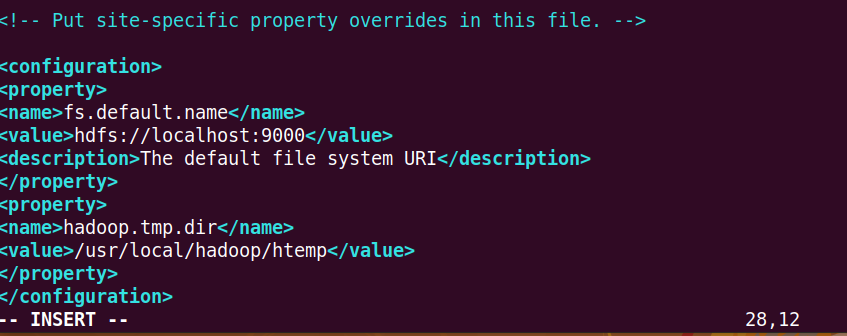 <!-- Put site-specific property overrides in this file. -->
<configuration>
<property>
<name>fs.default.name</name>
<value>hdfs://localhost:9000</value>
<description>The default file system URI</description>
</property>
<property>
<name>hadoop.tmp.dir</name>
<value>/usr/local/hadoop/htemp</value>
</property>
</configuration>
-- INSERT -- 28,12